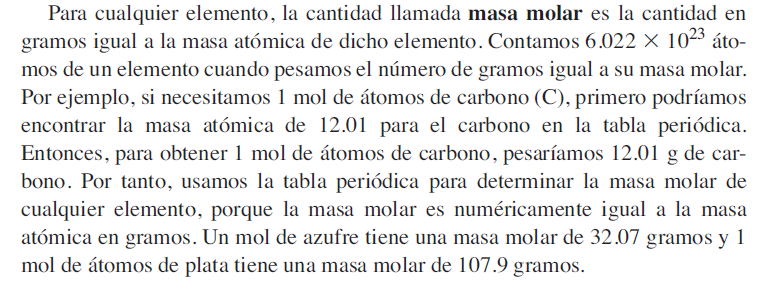 Para cualquier elemento, la cantidad llamada masa molar es la cantidad en
gramos igual a la masa atómica de dicho elemento. Contamos 6.022 × 10²³ áto-
mos de un elemento cuando pesamos el número de gramos igual a su masa molar.
Por ejemplo, si necesitamos 1 mol de átomos de carbono (C), primero podríamos
encontrar la masa atómica de 12.01 para el carbono en la tabla periódica.
Entonces, para obtener 1 mol de átomos de carbono, pesaríamos 12.01 g de car-
bono. Por tanto, usamos la tabla periódica para determinar la masa molar de
cualquier elemento, porque la masa molar es numéricamente igual a la masa
atómica en gramos. Un mol de azufre tiene una masa molar de 32.07 gramos y 1
mol de átomos de plata tiene una masa molar de 107.9 gramos.